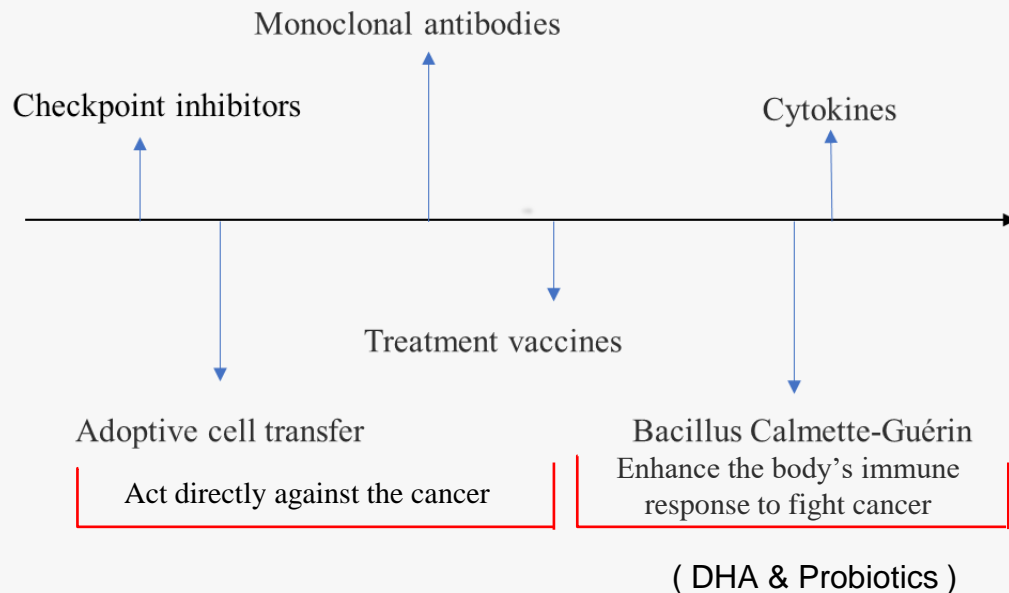 Monoclonal antibodies
Checkpoint inhibitors
Cytokines
Treatment vaccines
Adoptive cell transfer
Bacillus Calmette-Guérin
Act directly against the cancer
Enhance the body’s immune
response to fight cancer
( DHA & Probiotics )